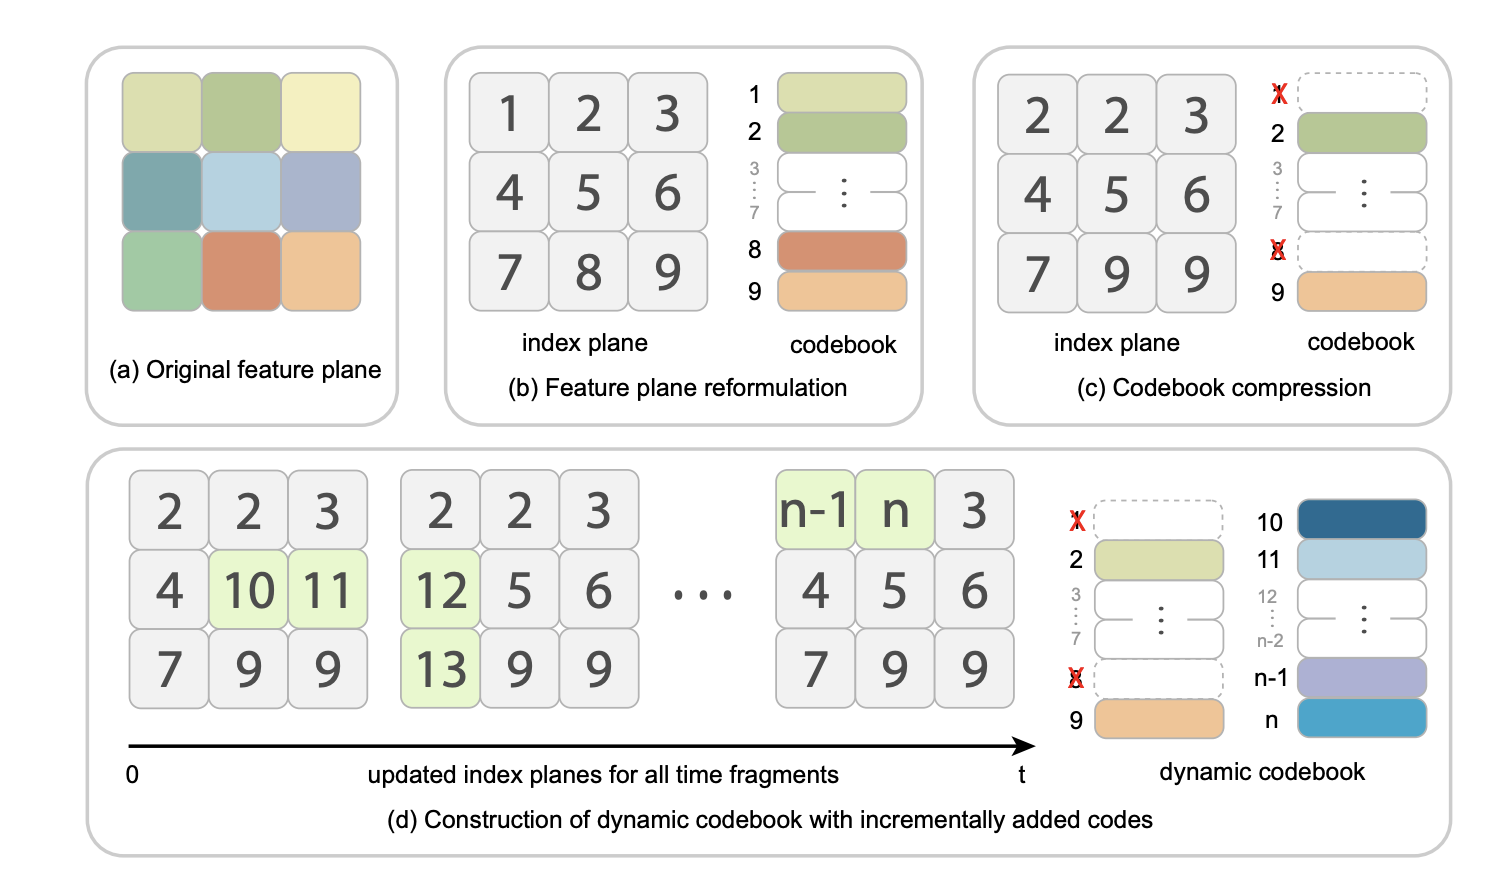 (a) Original feature plane
1 2 3
4 5 6
7 8 9
index plane
1
2
3
7
8
9
codebook
(b) Feature plane reformulation
2 2 3
4 5 6
7 9 9
index plane
1
2
3
7
8
9
codebook
(c) Codebook compression
2 2 3
4 10 11
7 9 9
2 2 3
12 5 6
13 9 9
...
n-1 n 3
4 5 6
7 9 9
0
updated index planes for all time fragments
t
1
2
3
7
8
9
10
11
12
n-2
n-1
n
dynamic codebook
(d) Construction of dynamic codebook with incrementally added codes